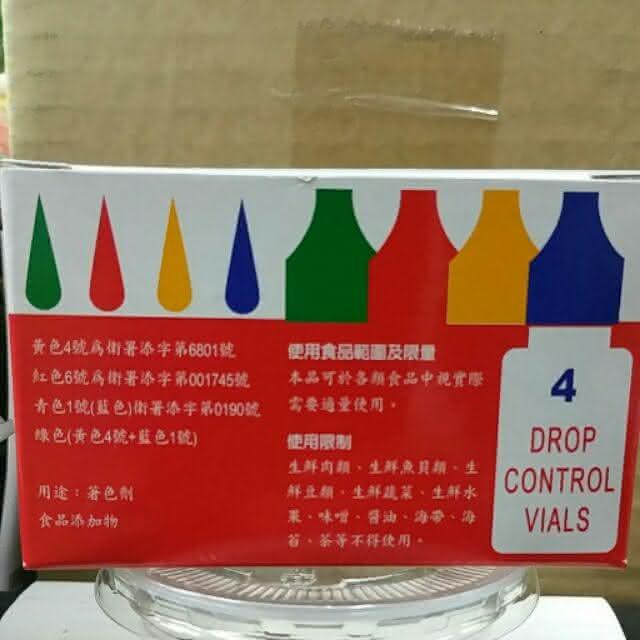 黃色4號為衛署添字第6801號
紅色6號為衛署添字第001745號
青色1號(藍色)衛署添字第0190號
綠色(黃色4號+藍色1號)
用途：著色劑
食品添加物
使用食品範圍及限量
本品可於各類食品中視實際
需要適量使用。
使用限制
生鮮肉類、生鮮魚貝類、生
鮮豆類、生鮮蔬菜、生鮮水
果、味噌、醬油、海帶、海
苔、茶等不得使用。
4
DROP
CONTROL
VIALS